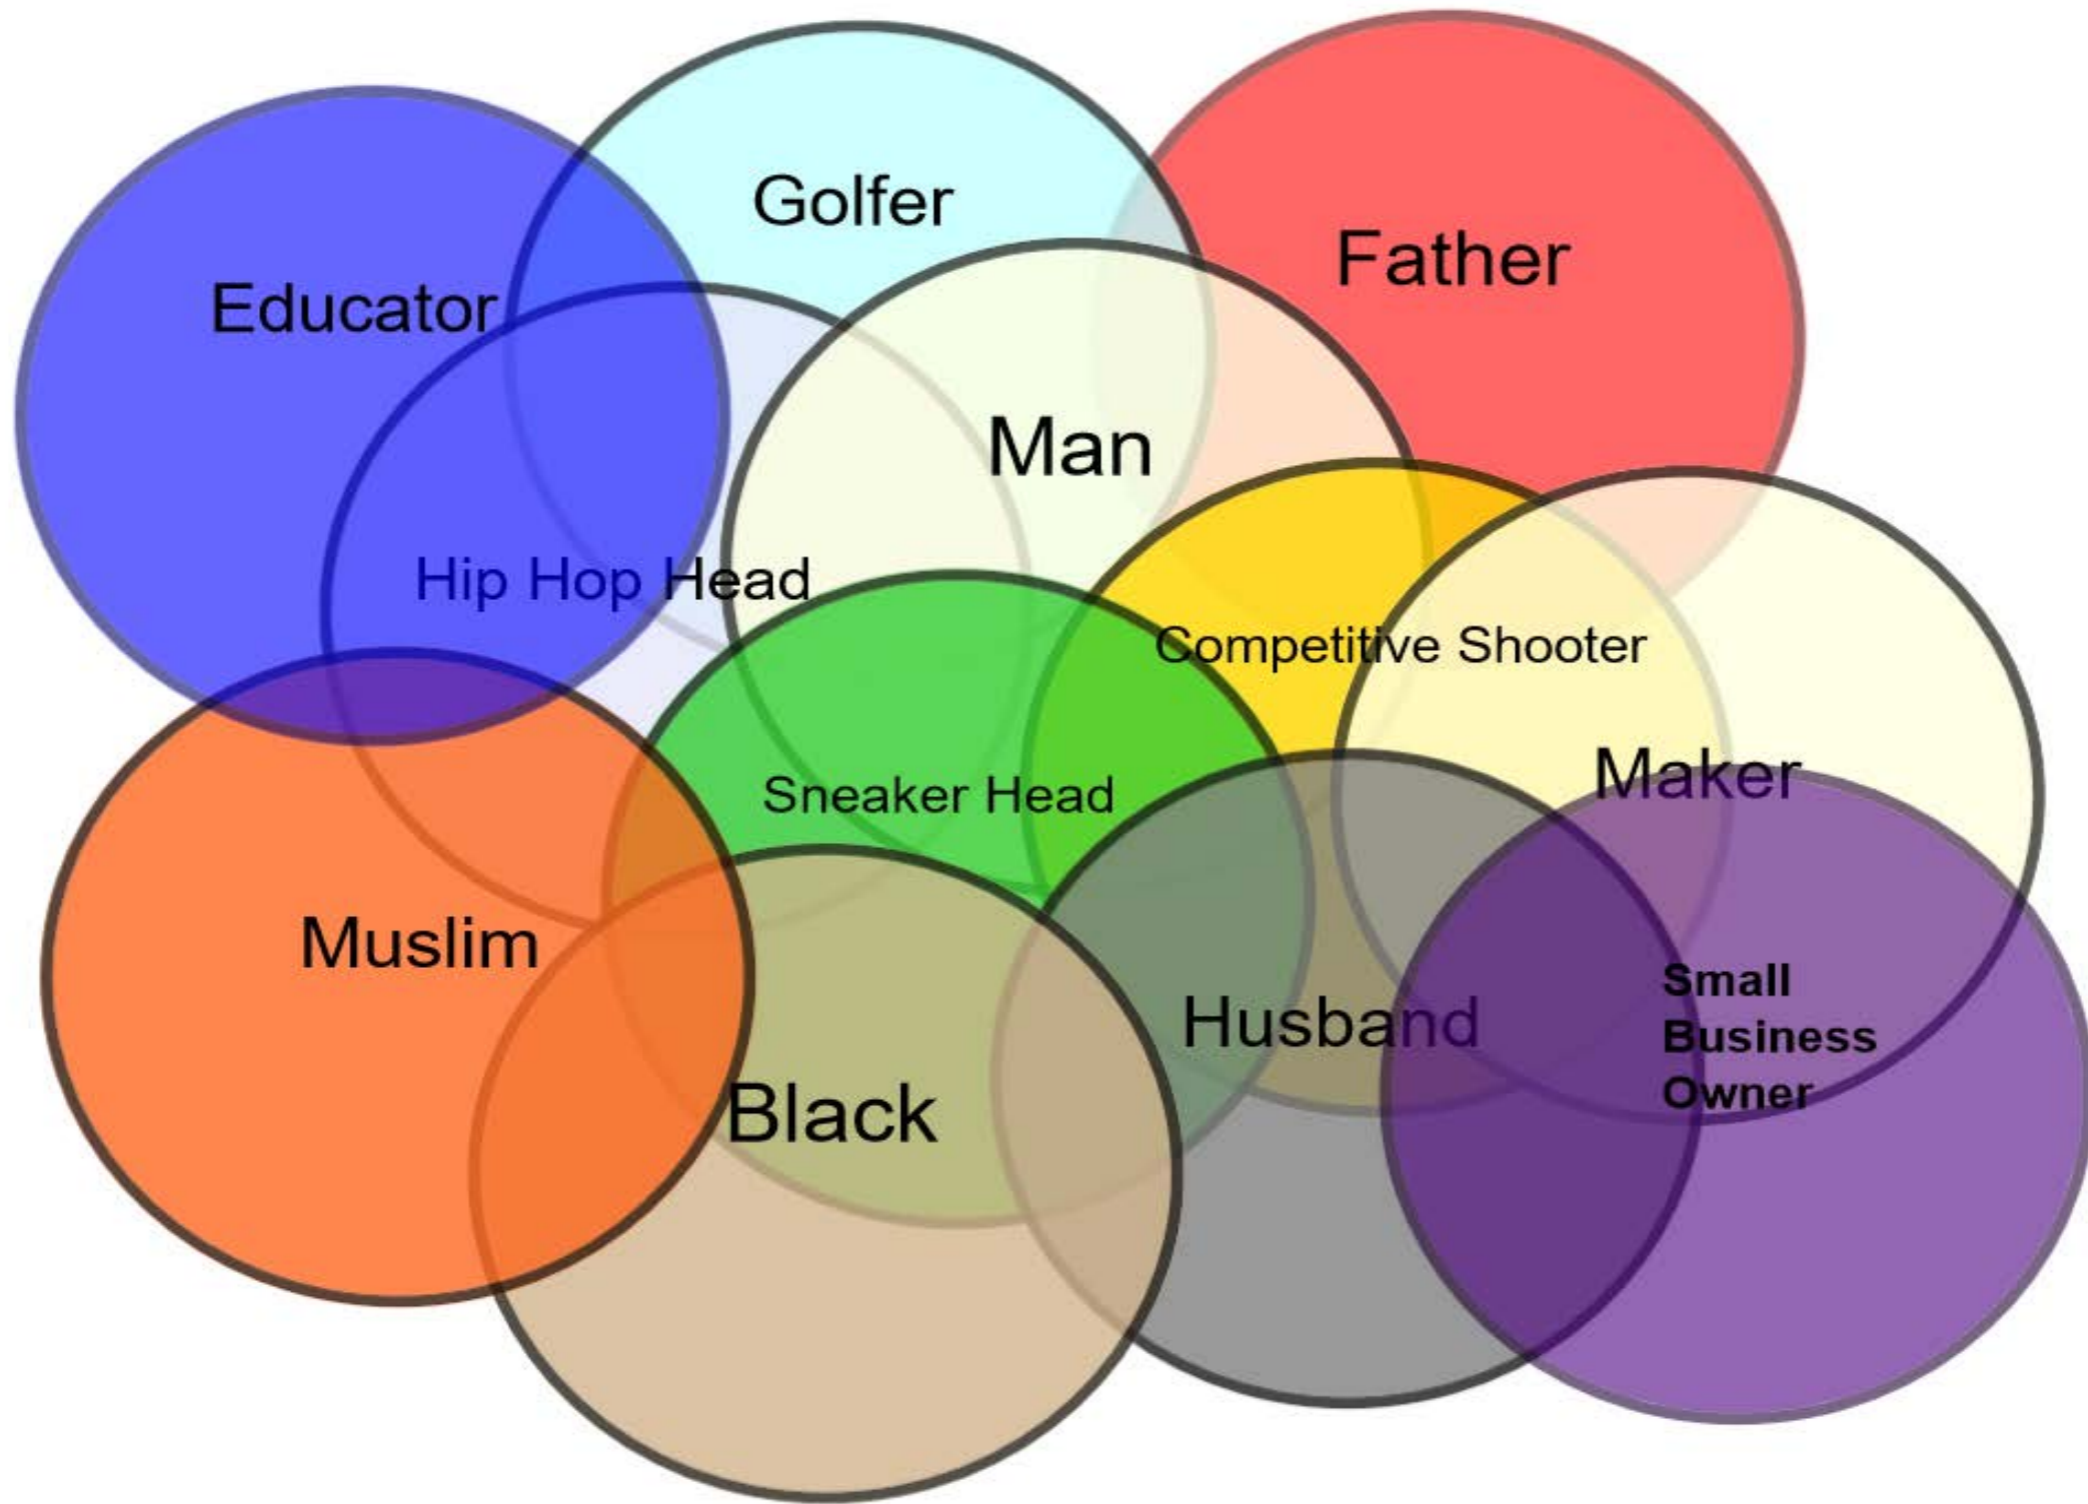 Golfer
Father
Educator
Man
Hip Hop Head
Competitive Shooter
Maker
Sneaker Head
Muslim
Husband
Small
Business
Owner
Black